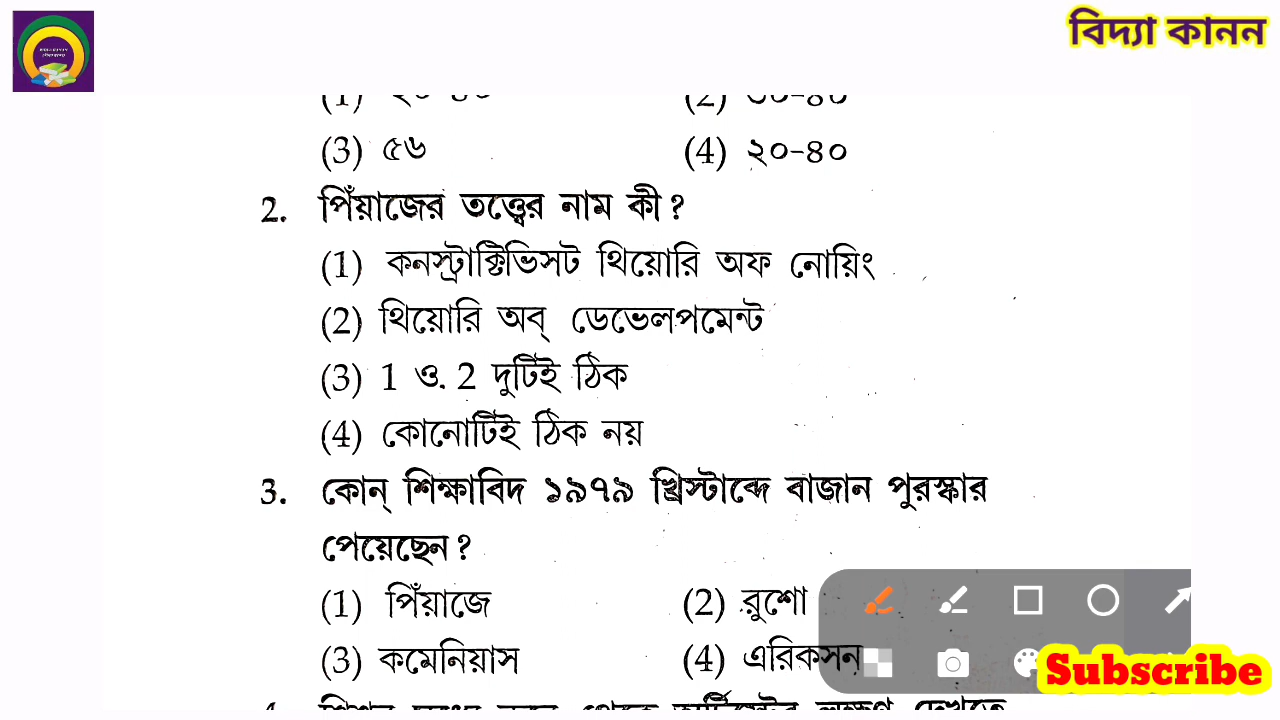 বিদ্যা কানন
(3) ৫৬ (4) ২০-৪০
2. পিঁয়াজের তত্ত্বের নাম কী?
(1) কনস্ট্রাক্টিভিসট থিয়োরি অফ নোয়িং
(2) থিয়োরি অব্ ডেভেলপমেন্ট
(3) 1 ও. 2 দুটিই ঠিক
(4) কোনোটিই ঠিক নয়
3. কোন্ শিক্ষাবিদ ১৯৭৯ খ্রিস্টাব্দে বাজান পুরস্কার
পেয়েছেন?
(1) পিঁয়াজে (2) রুশো
(3) কমেনিয়াস (4) এরিকসন
Subscribe